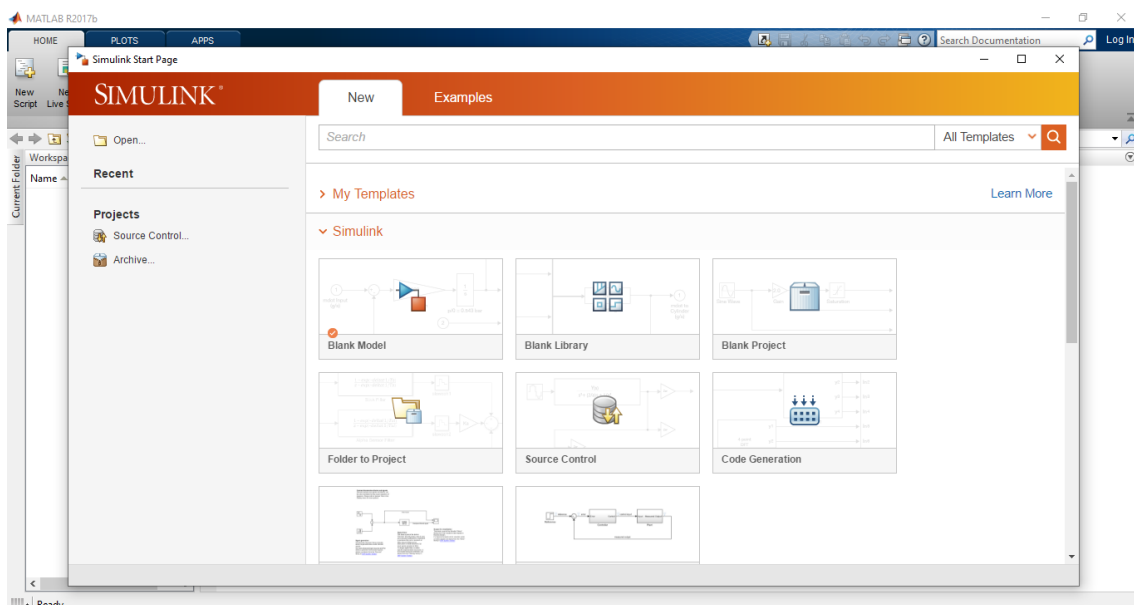 MATLAB R2017b
HOME PLOTS APPS
Search Documentation
Log In
Simulink Start Page
New Script
SIMULINK®
New
Examples
Open...
Search
All Templates
Recent
My Templates
Learn More
Projects
Source Control...
Archive...
Simulink
Blank Model
Blank Library
Blank Project
Folder to Project
Source Control
Code Generation
Current Folder
Workspa
Name
Ready